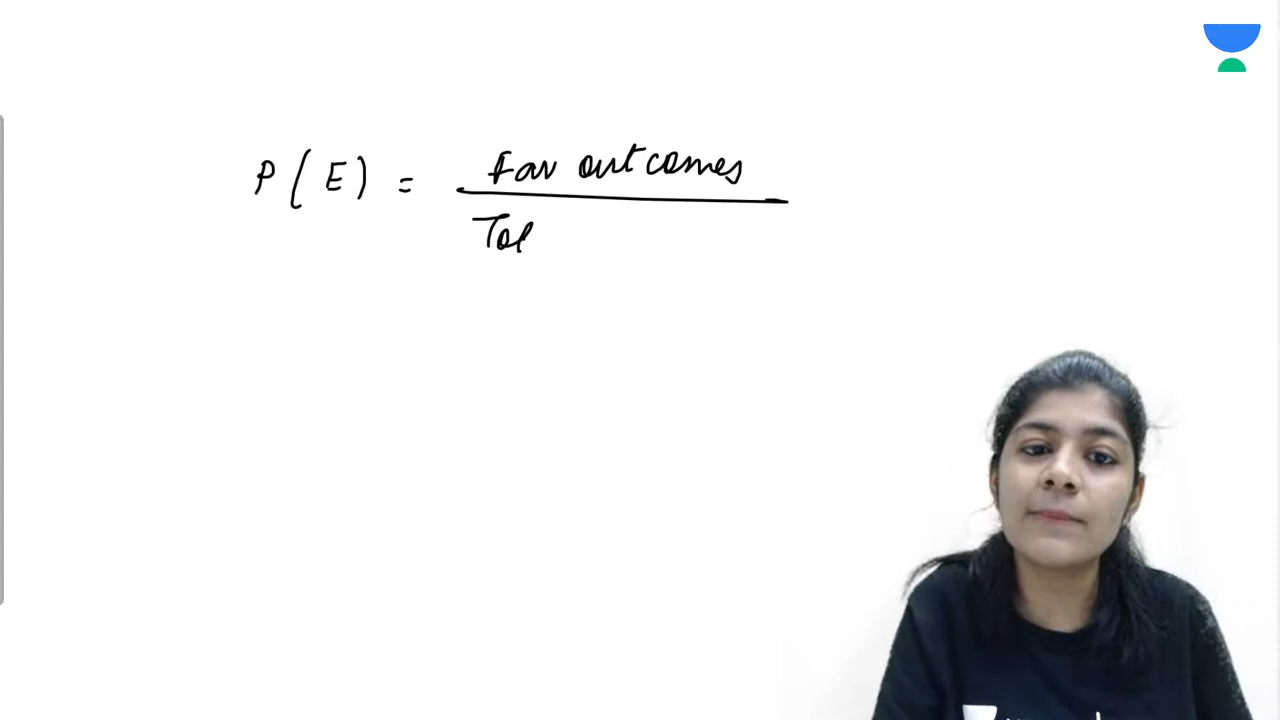 P(E) = Fav outcomes
Tot